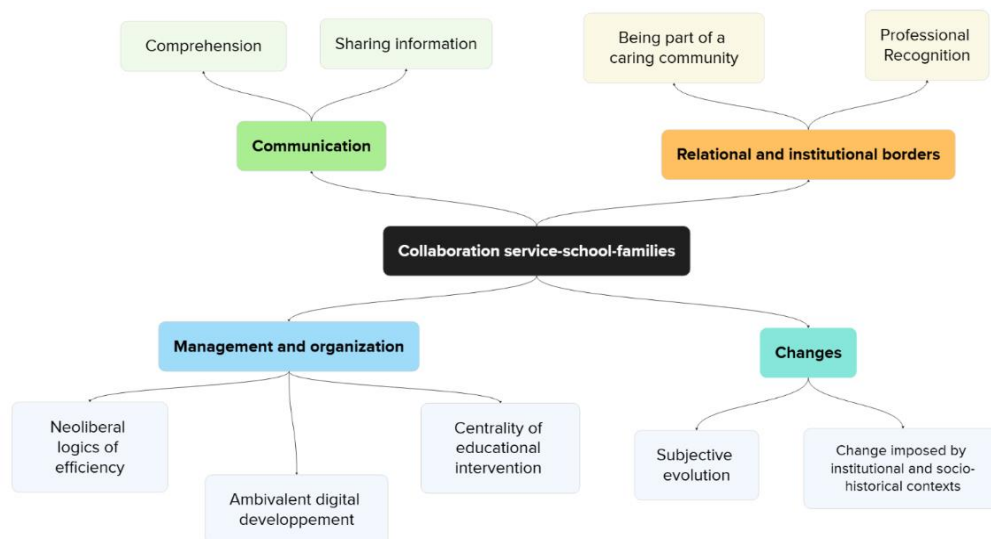 Comprehension
Sharing information
Being part of a
caring community
Professional
Recognition
Communication
Relational and institutional borders
Collaboration service-school-families
Management and organization
Changes
Neoliberal
logics of
efficiency
Ambivalent digital
developpement
Centrality of
educational
intervention
Subjective
evolution
Change imposed by
institutional and socio-
historical contexts